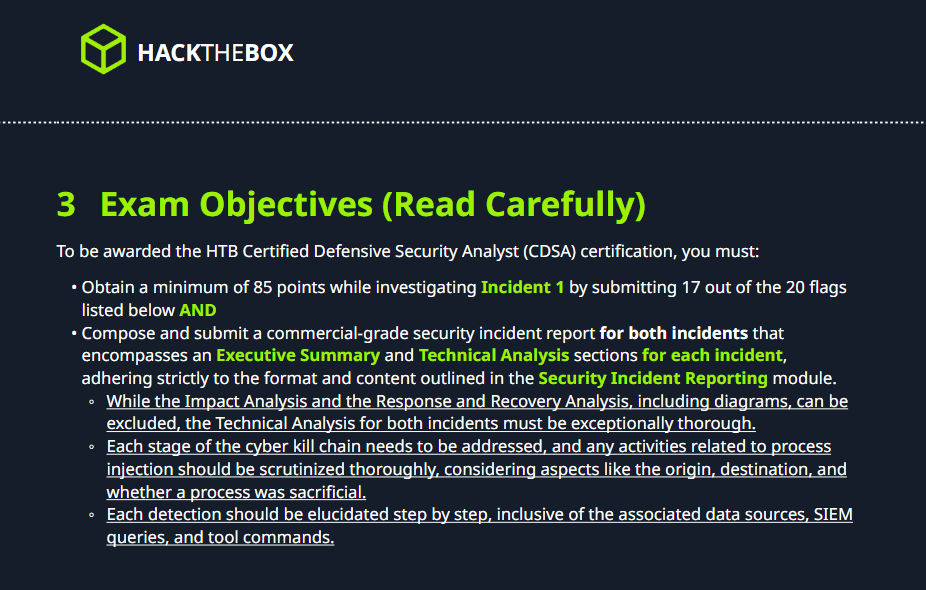 HACKTHEBOX
3 Exam Objectives (Read Carefully)
To be awarded the HTB Certified Defensive Security Analyst (CDSA) certification, you must:
• Obtain a minimum of 85 points while investigating Incident 1 by submitting 17 out of the 20 flags
listed below AND
• Compose and submit a commercial-grade security incident report for both incidents that
encompasses an Executive Summary and Technical Analysis sections for each incident,
adhering strictly to the format and content outlined in the Security Incident Reporting module.
◦ While the Impact Analysis and the Response and Recovery Analysis, including diagrams, can be
excluded, the Technical Analysis for both incidents must be exceptionally thorough.
◦ Each stage of the cyber kill chain needs to be addressed, and any activities related to process
injection should be scrutinized thoroughly, considering aspects like the origin, destination, and
whether a process was sacrificial.
◦ Each detection should be elucidated step by step, inclusive of the associated data sources, SIEM
queries, and tool commands.